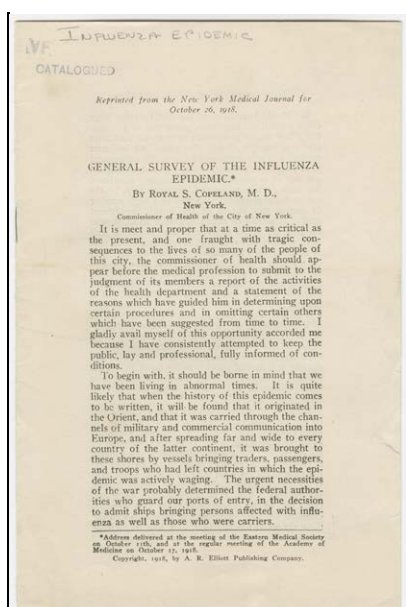 INFLUENZA EPIDEMIC
CATALOGUED
Reprinted from the New York Medical Journal for
October 26, 1918.
GENERAL SURVEY OF THE INFLUENZA
EPIDEMIC.*
By Royal S. Copeland, M. D.,
New York,
Commissioner of Health of the City of New York.
It is meet and proper that at a time as critical as
the present, and one fraught with tragic con-
sequences to the lives of so many of the people of
this city, the commissioner of health should ap-
pear before the medical profession to submit to the
judgment of its members a report of the activities
of the health department and a statement of the
reasons which have guided him in determining upon
certain procedures and in omitting certain others
which have been suggested from time to time. I
gladly avail myself of this opportunity accorded me
because I have consistently attempted to keep the
public, lay and professional, fully informed of con-
ditions.
To begin with, it should be borne in mind that we
have been living in abnormal times. It is quite
likely that when the history of this epidemic comes
to be written, it will be found that it originated in
the Orient, and that it was carried through the chan-
nels of military and commercial communication into
Europe, and after spreading far and wide to every
country of the latter continent, it was brought to
these shores by vessels bringing traders, passengers,
and troops who had left countries in which the epi-
demic was actively waging. The urgent necessities
of the war probably determined the federal author-
ities who guard our ports of entry, in the decision
to admit ships bringing persons affected with influ-
enza as well as those who were carriers.
*Address delivered at the meeting of the Eastern Medical Society
on October 11th, and at the regular meeting of the Academy of
Medicine on October 17, 1918.
Copyright, 1918, by A. R. Elliott Publishing Company.